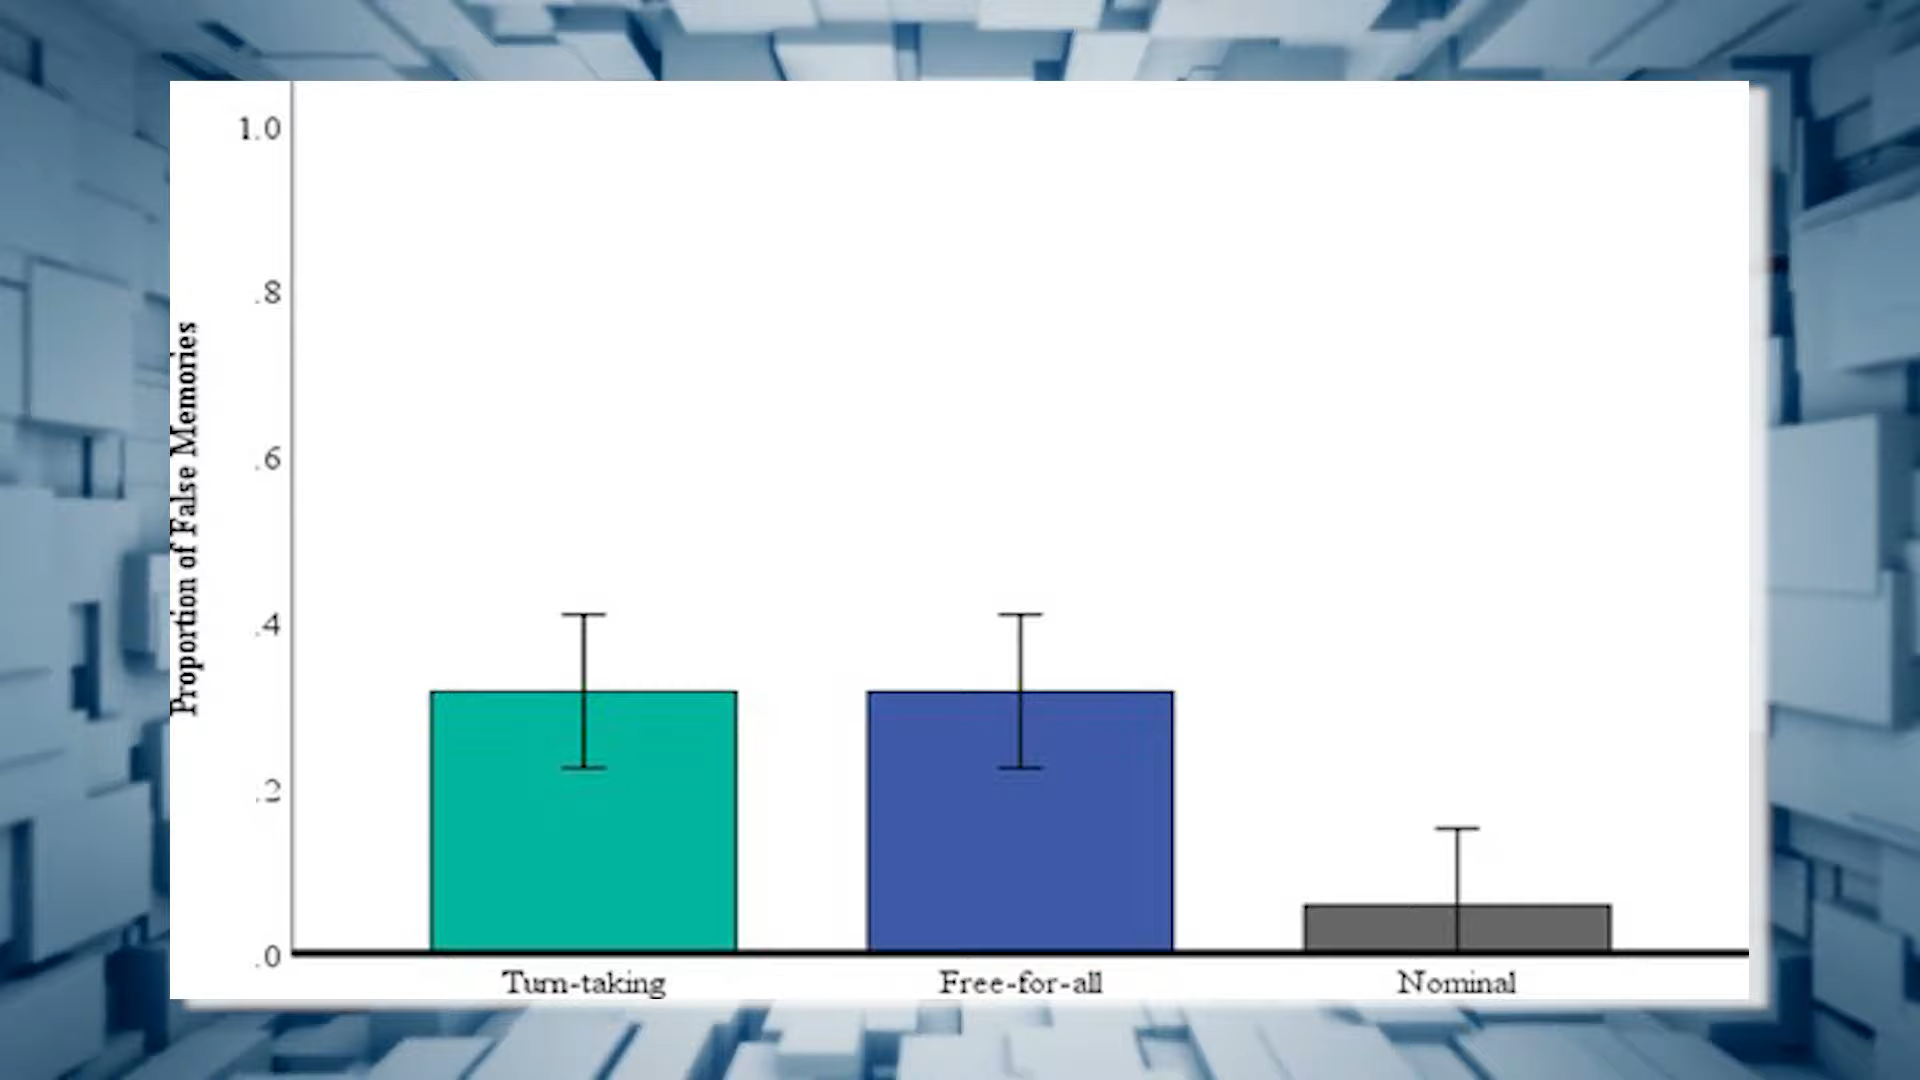 Proportion of False Memories
1.0
.8
.6
.4
.2
.0
Turn-taking
Free-for-all
Nominal